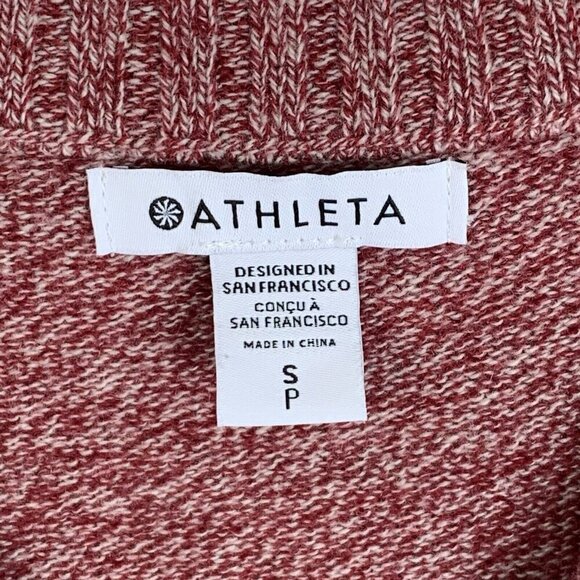 ATHLETA
DESIGNED IN
SAN FRANCISCO
CONÇU À
SAN FRANCISCO
MADE IN CHINA
S
P